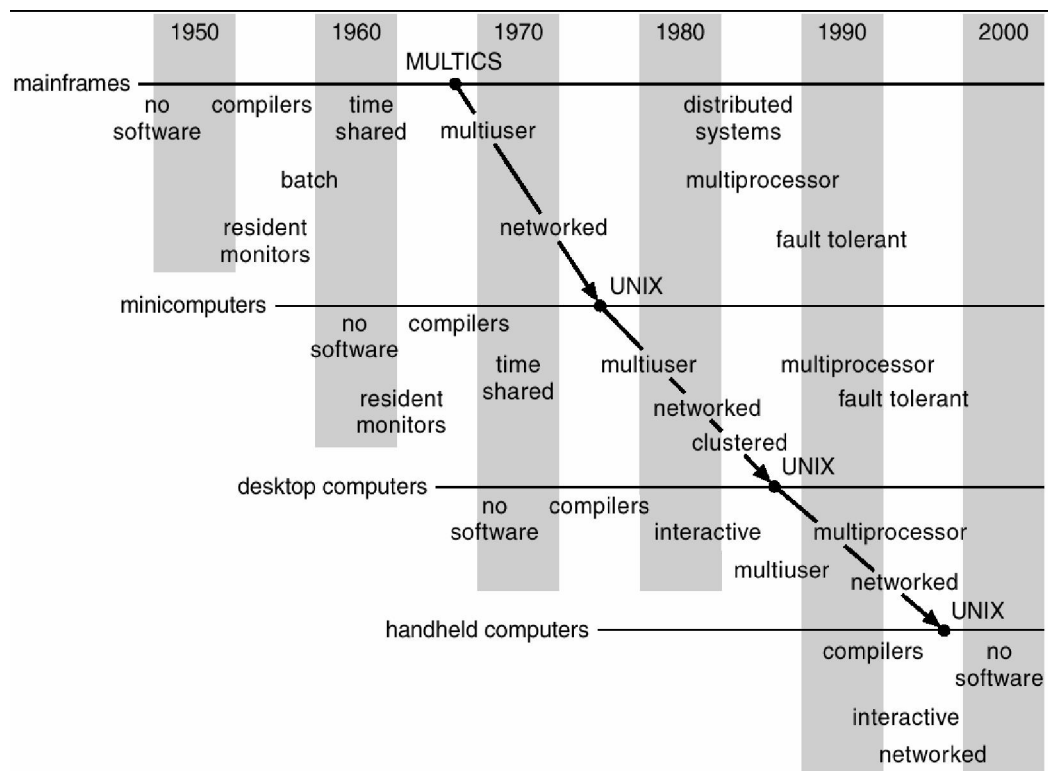 1950 1960 1970 1980 1990 2000
MULTICS
mainframes
no compilers time distributed
software shared multiuser systems
batch multiprocessor
resident networked
monitors fault tolerant
UNIX
minicomputers
no compilers
software
time multiuser multiprocessor
shared
resident networked fault tolerant
monitors
clustered
UNIX
desktop computers
no compilers
software interactive multiprocessor
multiuser networked
UNIX
handheld computers
compilers no
software
interactive
networked